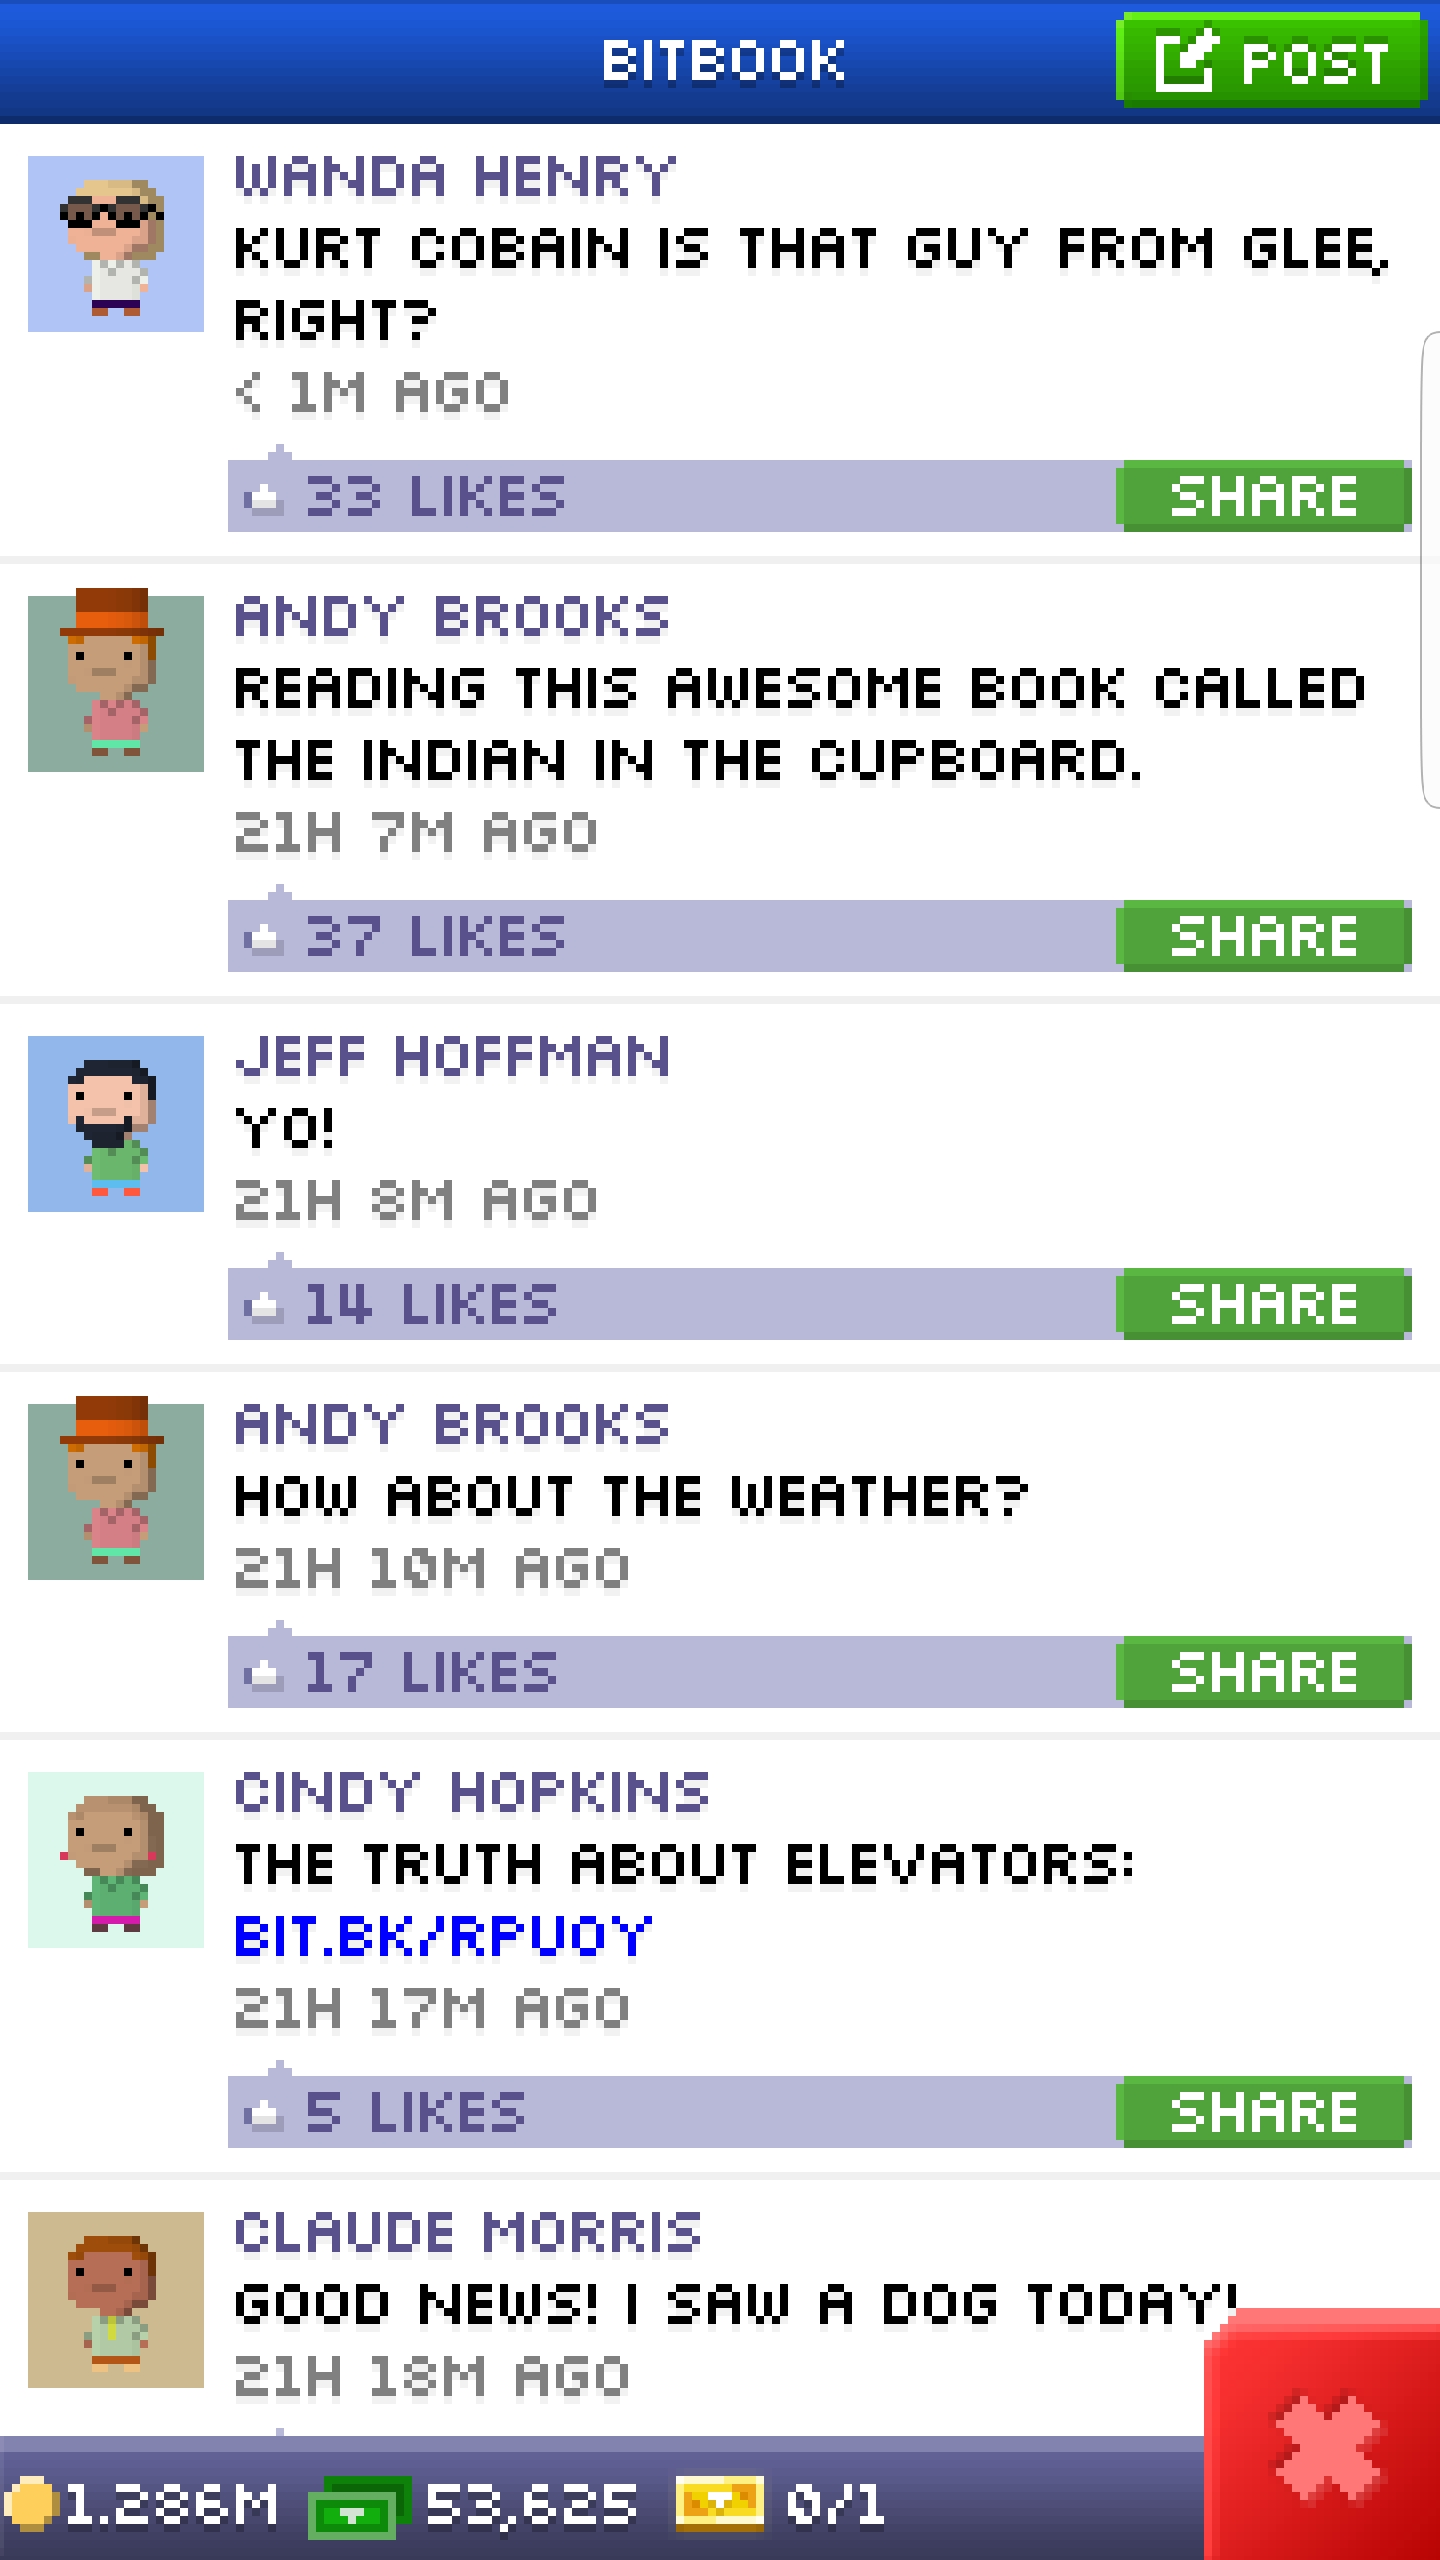 BITBOOK
POST
WANDA HENRY
KURT COBAIN IS THAT GUY FROM GLEE,
RIGHT?
< 1M AGO
33 LIKES
SHARE
ANDY BROOKS
READING THIS AWESOME BOOK CALLED
THE INDIAN IN THE CUPBOARD.
21H 7M AGO
37 LIKES
SHARE
JEFF HOFFMAN
YO!
21H 8M AGO
14 LIKES
SHARE
ANDY BROOKS
HOW ABOUT THE WEATHER?
21H 10M AGO
17 LIKES
SHARE
CINDY HOPKINS
THE TRUTH ABOUT ELEVATORS:
BIT.BK/RPUOY
21H 17M AGO
5 LIKES
SHARE
CLAUDE MORRIS
GOOD NEWS! I SAW A DOG TODAY!
21H 18M AGO
1.286M 53,625 0/1